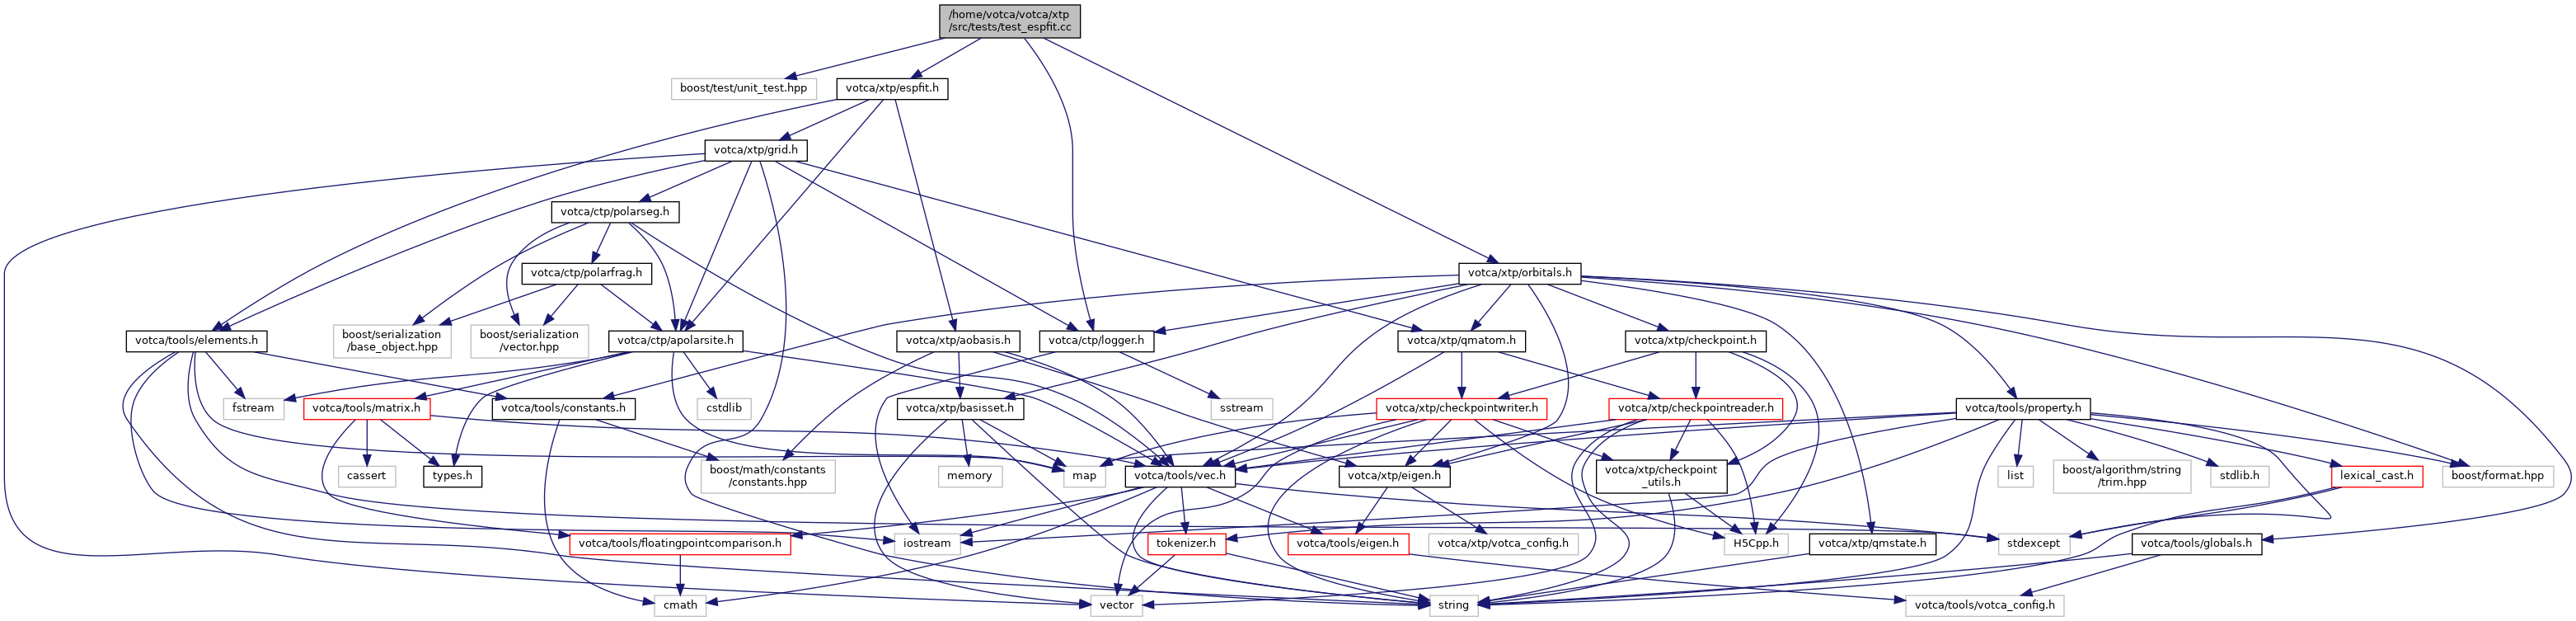 /home/votca/votca/xtp
/src/tests/test_espfit.cc
boost/test/unit_test.hpp
votca/xtp/espfit.h
votca/xtp/grid.h
votca/ctp/polarseg.h
votca/ctp/polarfrag.h
votca/xtp/orbitals.h
boost/serialization
/base_object.hpp
boost/serialization
/vector.hpp
votca/tools/elements.h
votca/ctp/apolarsite.h
votca/xtp/aobasis.h
votca/ctp/logger.h
votca/xtp/qmatom.h
votca/xtp/checkpoint.h
fstream
votca/tools/matrix.h
votca/tools/constants.h
cstdlib
votca/xtp/basisset.h
sstream
votca/xtp/checkpointwriter.h
votca/xtp/checkpointreader.h
votca/tools/property.h
cassert
types.h
boost/math/constants
/constants.hpp
memory
map
votca/tools/vec.h
votca/xtp/eigen.h
votca/xtp/checkpoint
_utils.h
list
boost/algorithm/string
/trim.hpp
stdlib.h
lexical_cast.h
boost/format.hpp
votca/tools/floatingpointcomparison.h
iostream
tokenizer.h
votca/tools/eigen.h
votca/xtp/votca_config.h
H5Cpp.h
votca/xtp/qmstate.h
stdexcept
votca/tools/globals.h
cmath
vector
string
votca/tools/votca_config.h